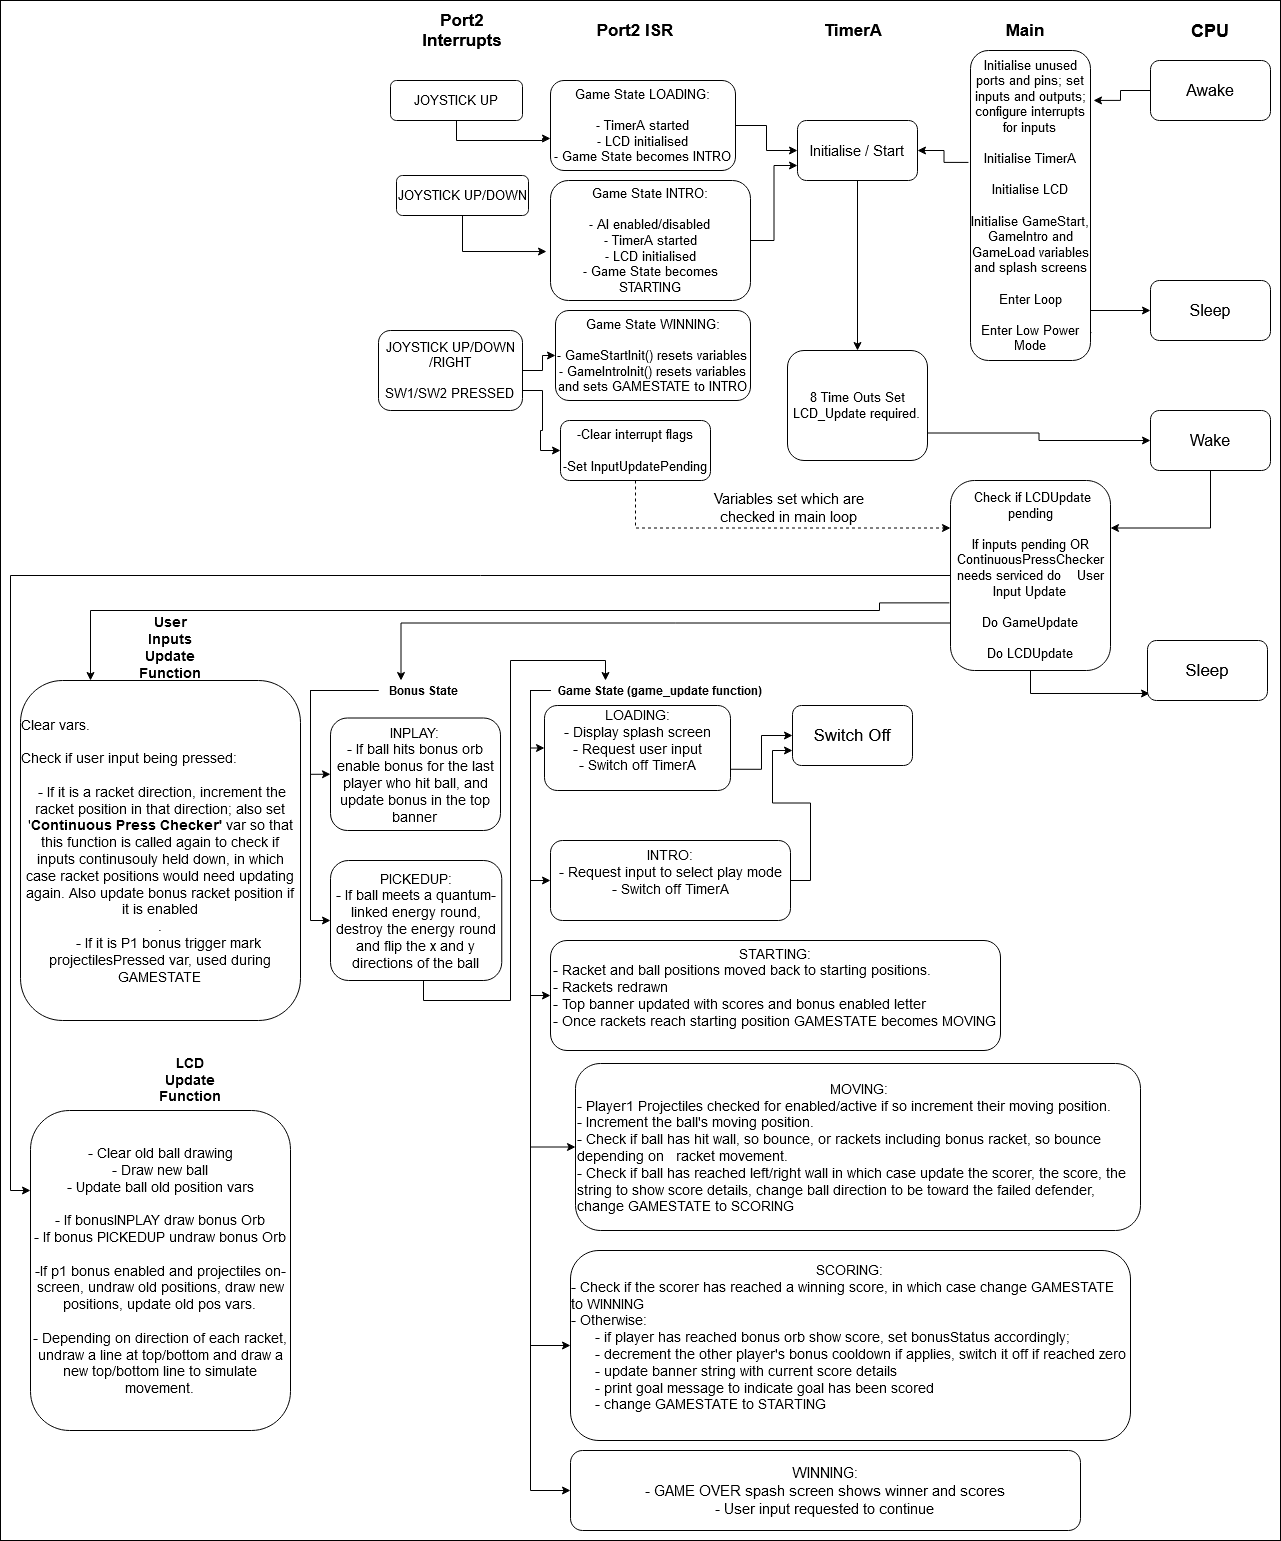 Port2
Interrupts
Port2 ISR
TimerA
Main
CPU
JOYSTICK UP
Game State LOADING:
- TimerA started
- LCD initialised
- Game State becomes INTRO
Initialise / Start
Initialise unused
ports and pins; set
inputs and outputs;
configure interrupts
for inputs
Initialise TimerA
Initialise LCD
Initialise GameStart,
GameIntro and
GameLoad variables
and splash screens
Enter Loop
Enter Low Power
Mode
Awake
JOYSTICK UP/DOWN
Game State INTRO:
- AI enabled/disabled
- TimerA started
- LCD initialised
- Game State becomes
STARTING
Sleep
JOYSTICK UP/DOWN
/RIGHT
SW1/SW2 PRESSED
Game State WINNING:
- GameStartInit() resets variables
- GameIntroInit() resets variables
and sets GAMESTATE to INTRO
8 Time Outs Set
LCD_Update required.
Wake
-Clear interrupt flags
-Set InputUpdatePending
Variables set which are
checked in main loop
Check if LCDUpdate
pending
If inputs pending OR
ContinuousPressChecker
needs serviced do User
Input Update
Do GameUpdate
Do LCDUpdate
Sleep
User
Inputs
Update
Function
Clear vars.
Check if user input being pressed:
- If it is a racket direction, increment the
racket position in that direction; also set
'Continuous Press Checker' var so that
this function is called again to check if
inputs continusouly held down, in which
case racket positions would need updating
again. Also update bonus racket position if
it is enabled
.
- If it is P1 bonus trigger mark
projectilesPressed var, used during
GAMESTATE
Bonus State
INPLAY:
- If ball hits bonus orb
enable bonus for the last
player who hit ball, and
update bonus in the top
banner
PICKEDUP:
- If ball meets a quantum-
linked energy round,
destroy the energy round
and flip the x and y
directions of the ball
Game State (game_update function)
LOADING:
- Display splash screen
- Request user input
- Switch off TimerA
Switch Off
INTRO:
- Request input to select play mode
- Switch off TimerA
STARTING:
- Racket and ball positions moved back to starting positions.
- Rackets redrawn
- Top banner updated with scores and bonus enabled letter
- Once rackets reach starting position GAMESTATE becomes MOVING
LCD
Update
Function
- Clear old ball drawing
- Draw new ball
- Update ball old position vars
- If bonusINPLAY draw bonus Orb
- If bonus PICKEDUP undraw bonus Orb
-If p1 bonus enabled and projectiles on-
screen, undraw old positions, draw new
positions, update old pos vars.
- Depending on direction of each racket,
undraw a line at top/bottom and draw a
new top/bottom line to simulate
movement.
MOVING:
- Player1 Projectiles checked for enabled/active if so increment their moving position.
- Increment the ball's moving position.
- Check if ball has hit wall, so bounce, or rackets including bonus racket, so bounce
depending on racket movement.
- Check if ball has reached left/right wall in which case update the scorer, the score, the
string to show score details, change ball direction to be toward the failed defender,
change GAMESTATE to SCORING
SCORING:
- Check if the scorer has reached a winning score, in which case change GAMESTATE
to WINNING
- Otherwise:
- if player has reached bonus orb show score, set bonusStatus accordingly;
- decrement the other player's bonus cooldown if applies, switch it off if reached zero
- update banner string with current score details
- print goal message to indicate goal has been scored
- change GAMESTATE to STARTING
WINNING:
- GAME OVER spash screen shows winner and scores
- User input requested to continue